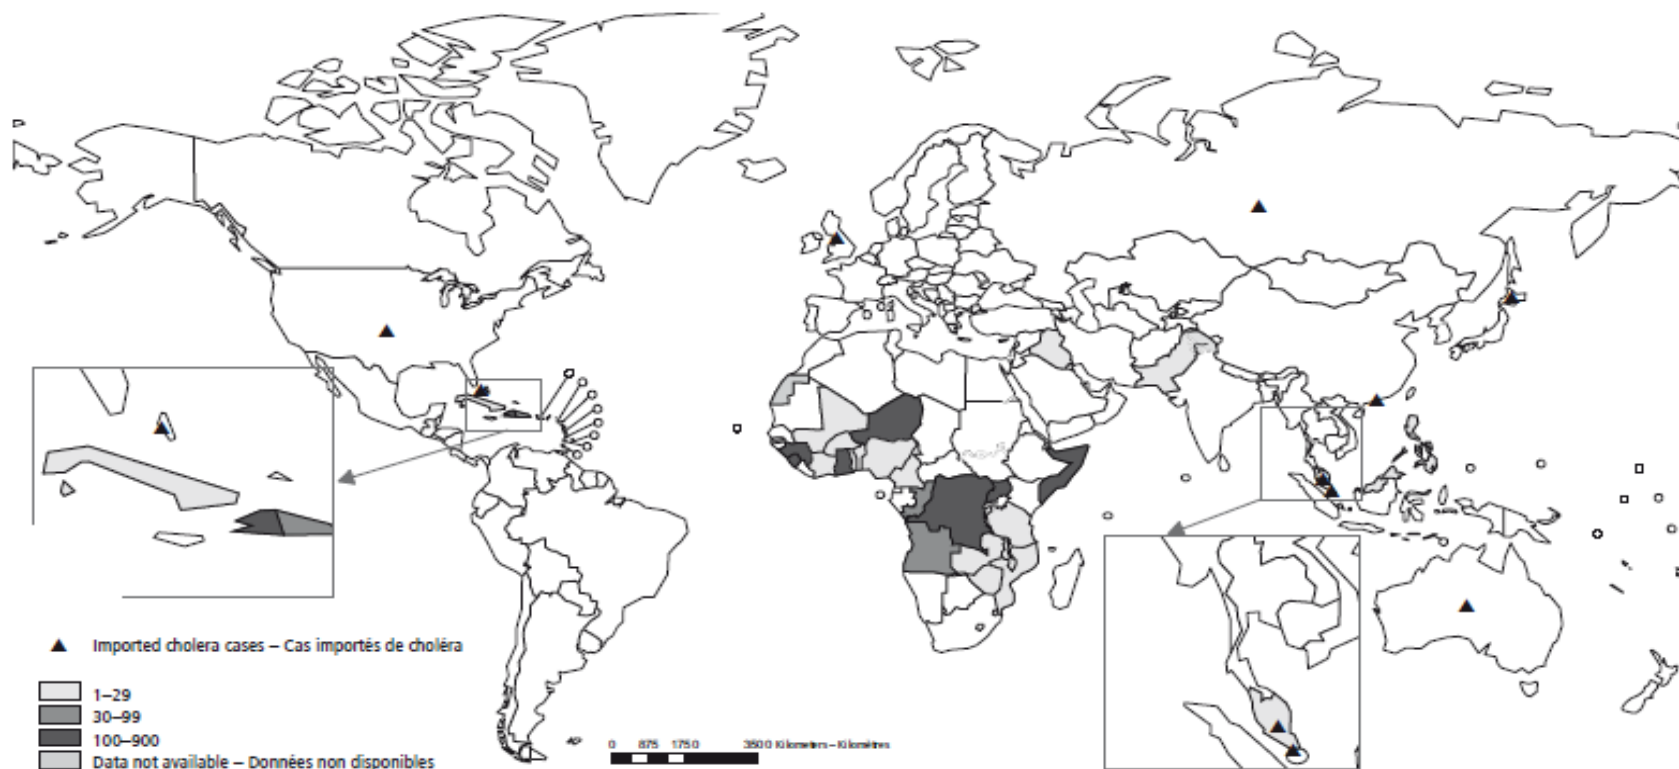 ▲ Imported cholera cases – Cas importés de choléra
1–29
30–99
100–900
Data not available – Données non disponibles
0 875 1750 3500 Kilometers – Kilomètres